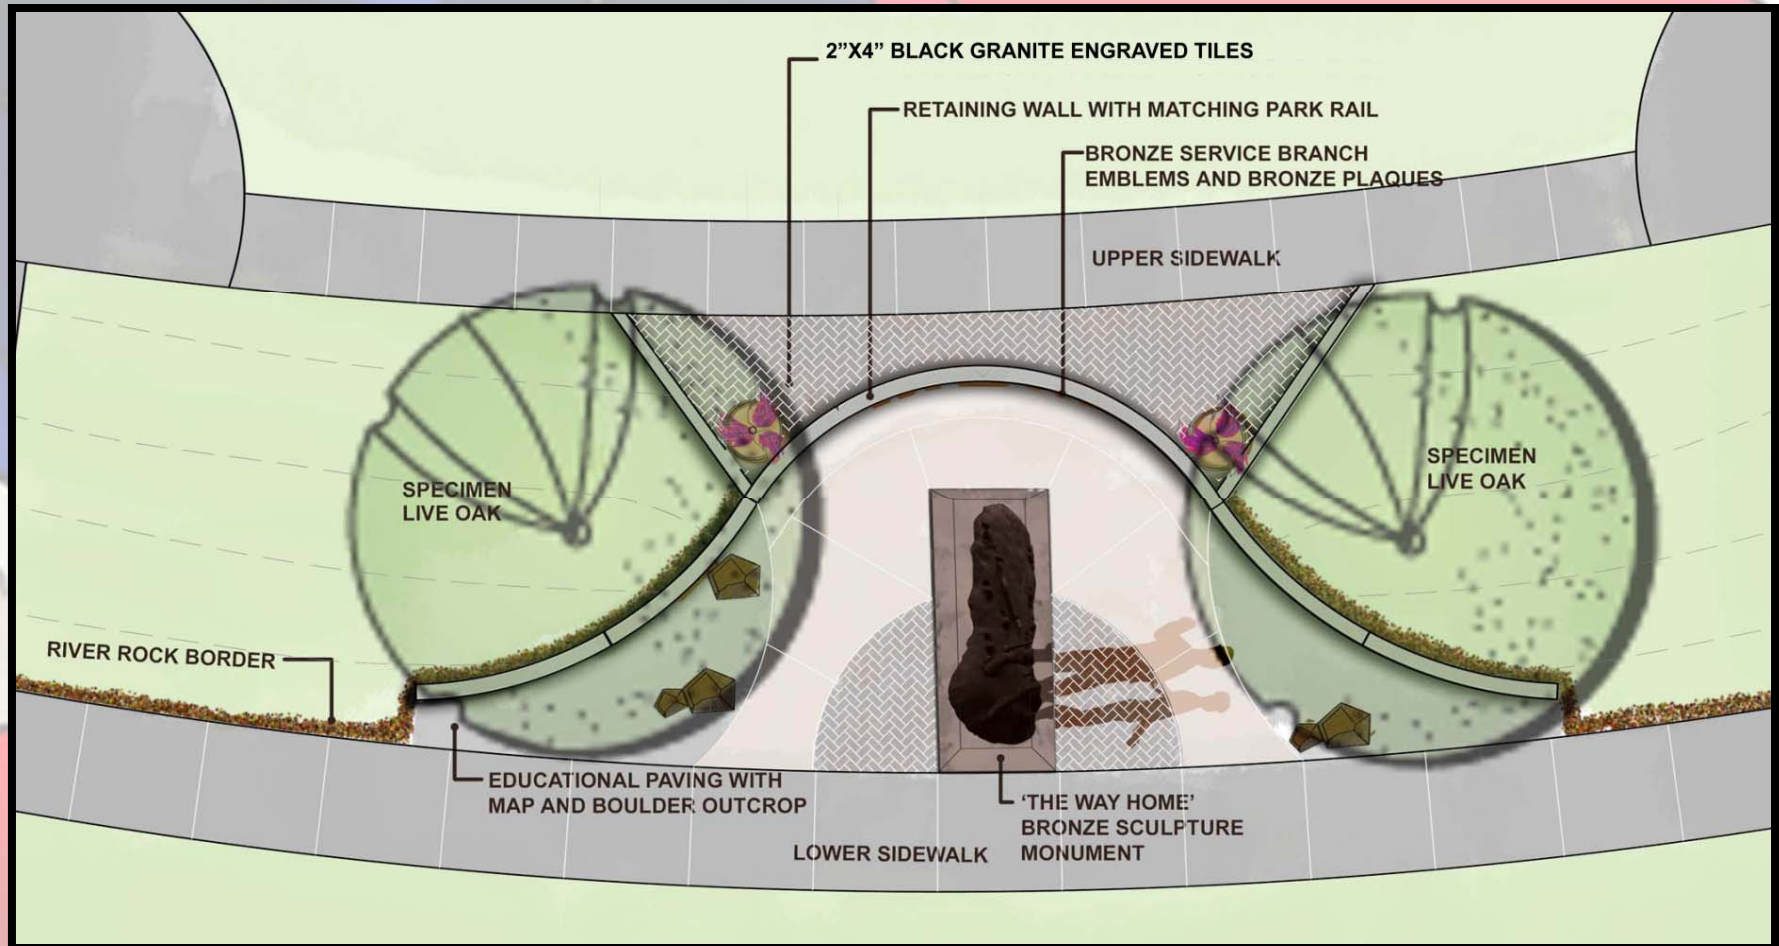 2”X4” BLACK GRANITE ENGRAVED TILES
RETAINING WALL WITH MATCHING PARK RAIL
BRONZE SERVICE BRANCH
EMBLEMS AND BRONZE PLAQUES
UPPER SIDEWALK
SPECIMEN
LIVE OAK
SPECIMEN
LIVE OAK
RIVER ROCK BORDER
EDUCATIONAL PAVING WITH
MAP AND BOULDER OUTCROP
‘THE WAY HOME’
BRONZE SCULPTURE
MONUMENT
LOWER SIDEWALK